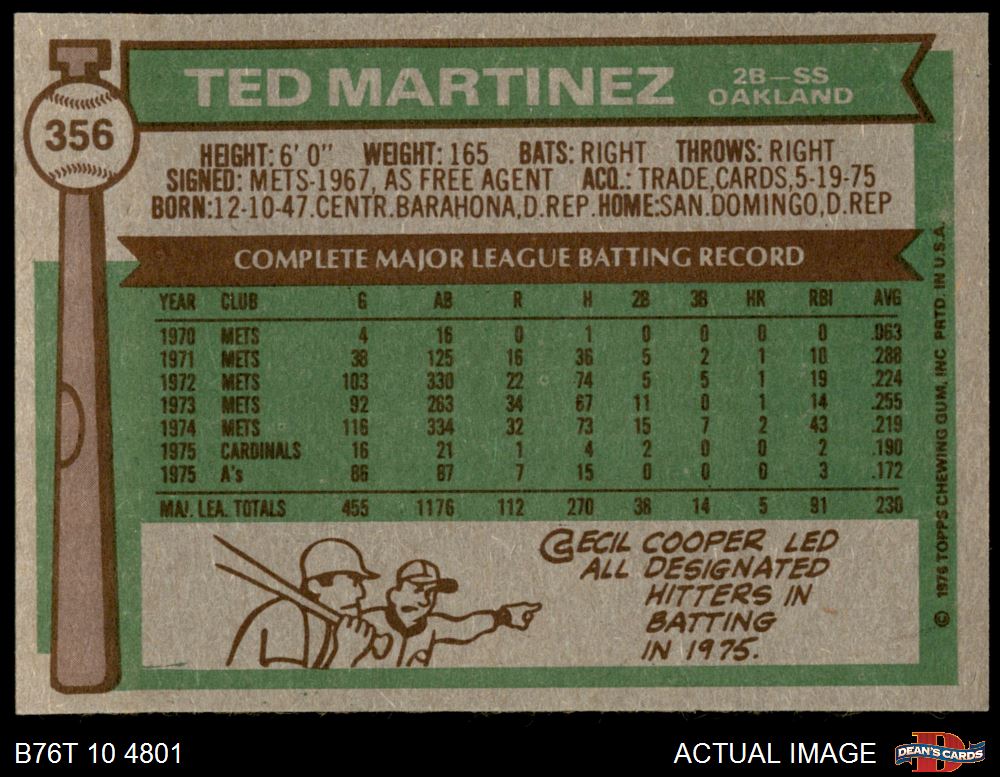 TED MARTINEZ
2B—SS
OAKLAND
356
HEIGHT: 6' 0" WEIGHT: 165 BATS: RIGHT THROWS: RIGHT
SIGNED: METS-1967, AS FREE AGENT ACQ.: TRADE,CARDS,5-19-75
BORN:12-10-47.CENTR.BARAHONA,D.REP.HOME:SAN.DOMINGO,D.REP
COMPLETE MAJOR LEAGUE BATTING RECORD
YEAR CLUB G AB R H 2B 3B HR RBI AVG
1970 METS 4 16 0 1 0 0 0 0 .063
1971 METS 38 125 16 36 5 2 1 10 .288
1972 METS 103 330 22 74 5 5 1 19 .224
1973 METS 92 263 34 67 11 0 1 14 .255
1974 METS 116 334 32 73 15 7 2 43 .219
1975 CARDINALS 16 21 1 4 2 0 0 2 .190
1975 A's 86 87 7 15 0 0 0 3 .172
MAJ. LEA. TOTALS 455 1176 112 270 38 14 5 91 230
CECIL COOPER LED
ALL DESIGNATED
HITTERS IN
BATTING
IN 1975.
© 1976 TOPPS CHEWING GUM, INC PRTD. IN U.S.A.
B76T 10 4801
ACTUAL IMAGE
DEAN'S CARDS